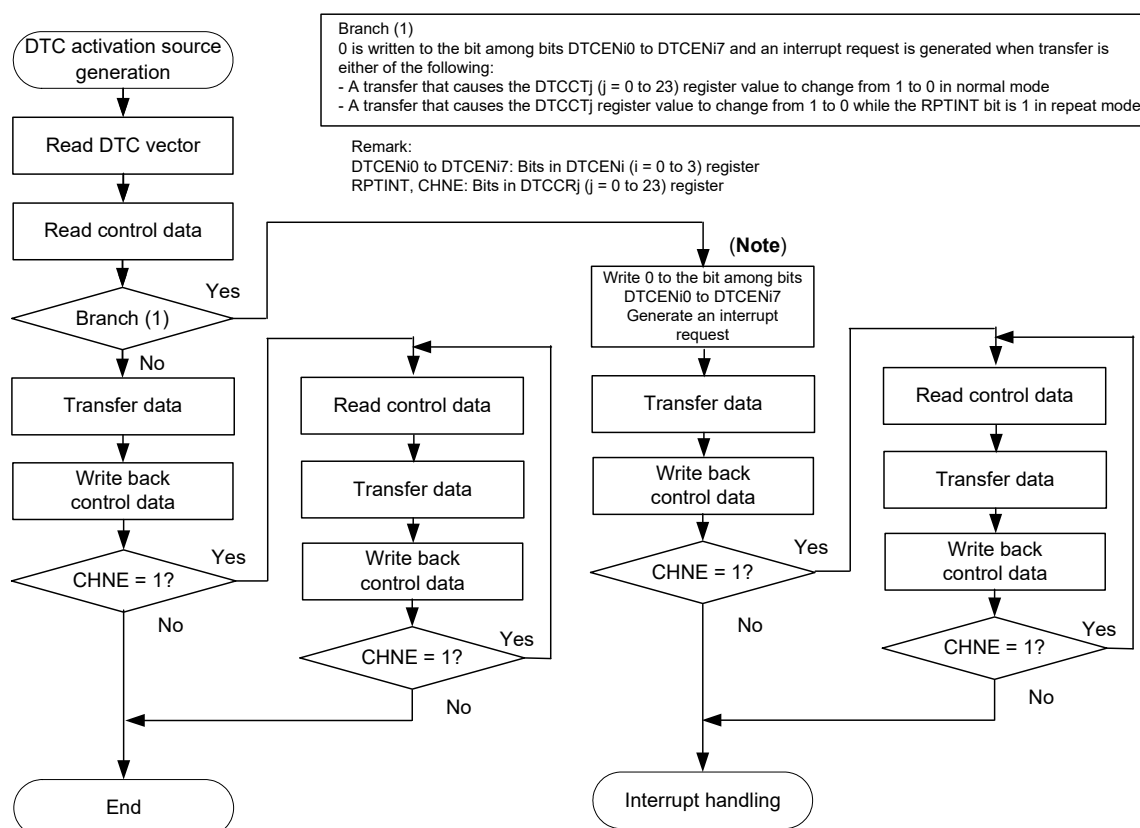 DTC activation source
generation
Branch (1)
0 is written to the bit among bits DTCENi0 to DTCENi7 and an interrupt request is generated when transfer is
either of the following:
- A transfer that causes the DTCCTj (j = 0 to 23) register value to change from 1 to 0 in normal mode
- A transfer that causes the DTCCTj register value to change from 1 to 0 while the RPTINT bit is 1 in repeat mode
Remark:
DTCENi0 to DTCENi7: Bits in DTCENi (i = 0 to 3) register
RPTINT, CHNE: Bits in DTCCRj (j = 0 to 23) register
Read DTC vector
Read control data
Branch (1)
Yes
No
Transfer data
Write back
control data
CHNE = 1?
Yes
No
Read control data
Transfer data
Write back
control data
CHNE = 1?
Yes
No
End
(Note)
Write 0 to the bit among bits
DTCENi0 to DTCENi7
Generate an interrupt
request
Transfer data
Write back
control data
CHNE = 1?
Yes
No
Read control data
Transfer data
Write back
control data
CHNE = 1?
Yes
No
Interrupt handling